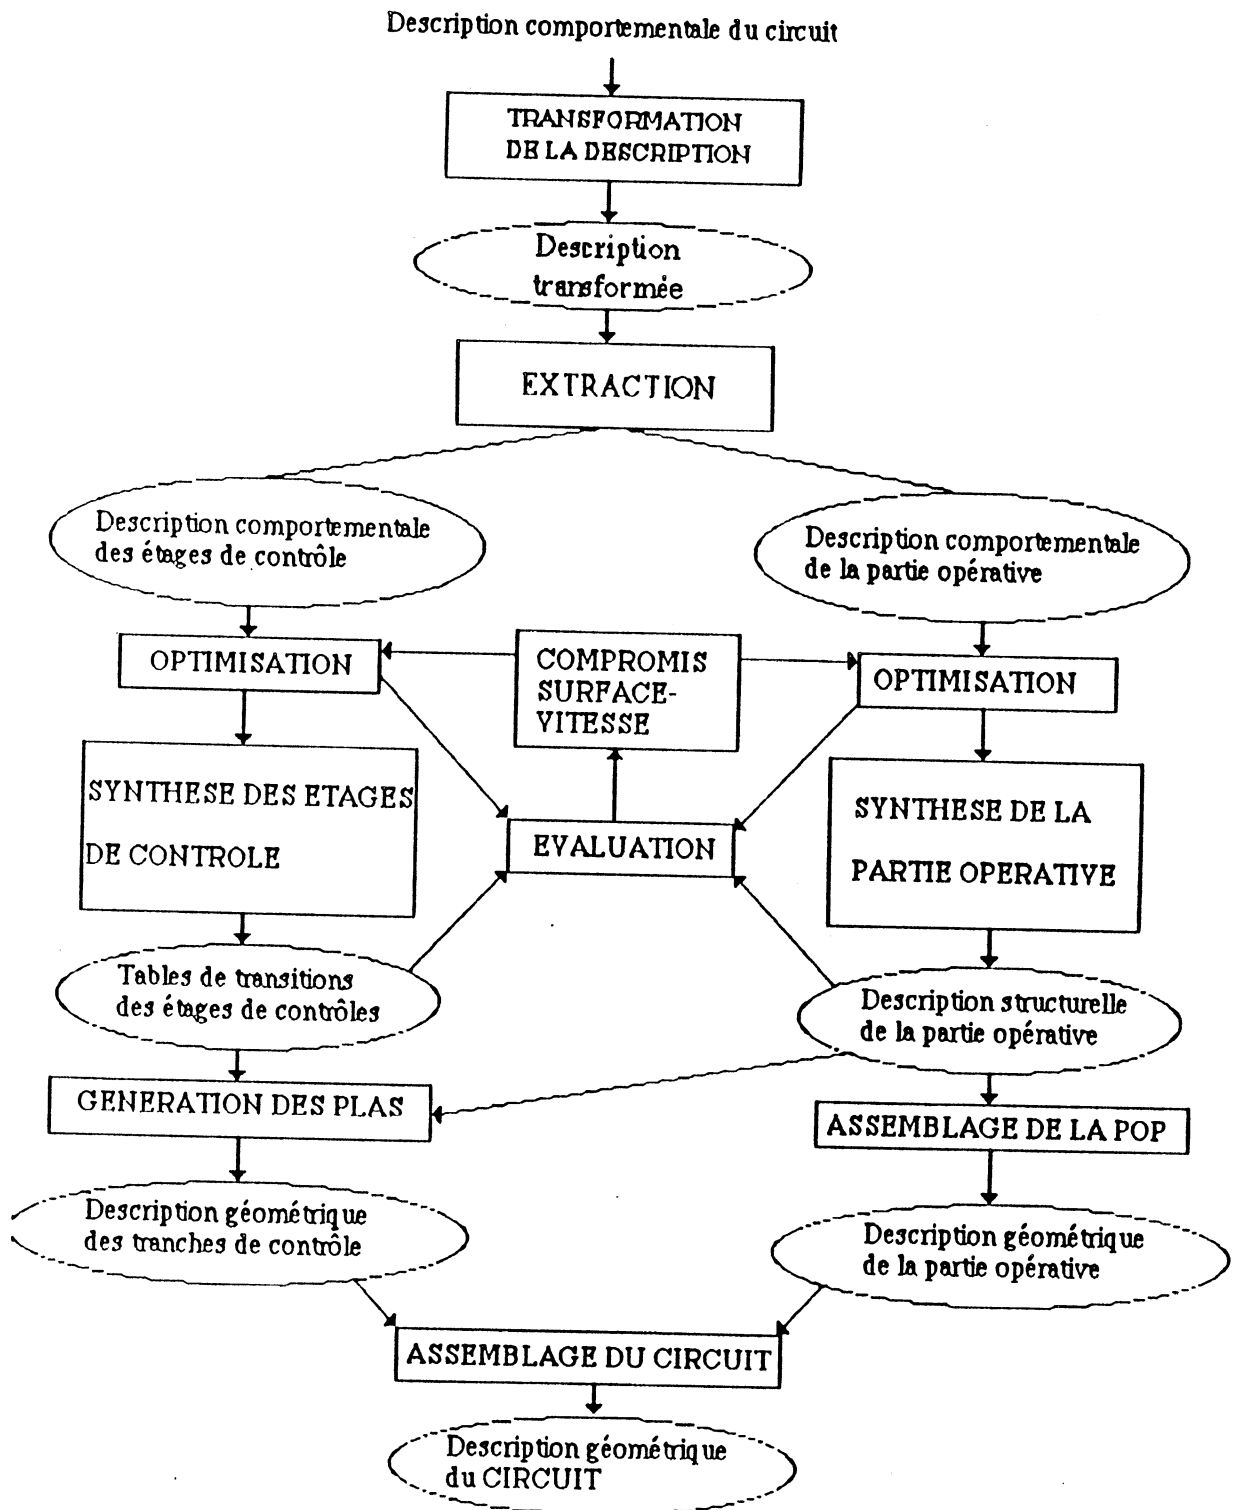 Description comportementale du circuit
TRANSFORMATION
DE LA DESCRIPTION
Description
transformée
EXTRACTION
Description comportementale
des étages de contrôle
Description comportementale
de la partie opérative
OPTIMISATION
COMPROMIS
SURFACE-
VITESSE
OPTIMISATION
SYNTHESE DES ETAGES
DE CONTROLE
EVALUATION
SYNTHESE DE LA
PARTIE OPERATIVE
Tables de transitions
des étages de contrôles
Description structurelle
de la partie opérative
GENERATION DES PLAS
ASSEMBLAGE DE LA POP
Description géométrique
des tranches de contrôle
Description géométrique
de la partie opérative
ASSEMBLAGE DU CIRCUIT
Description géométrique
du CIRCUIT